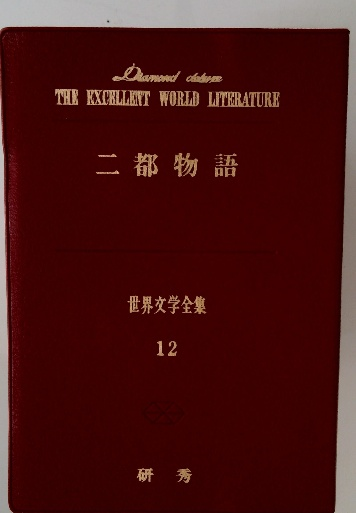 Diamond deluxe
THE EXCELLENT WORLD LITERATURE
二都物語
世界文学全集
12
研秀